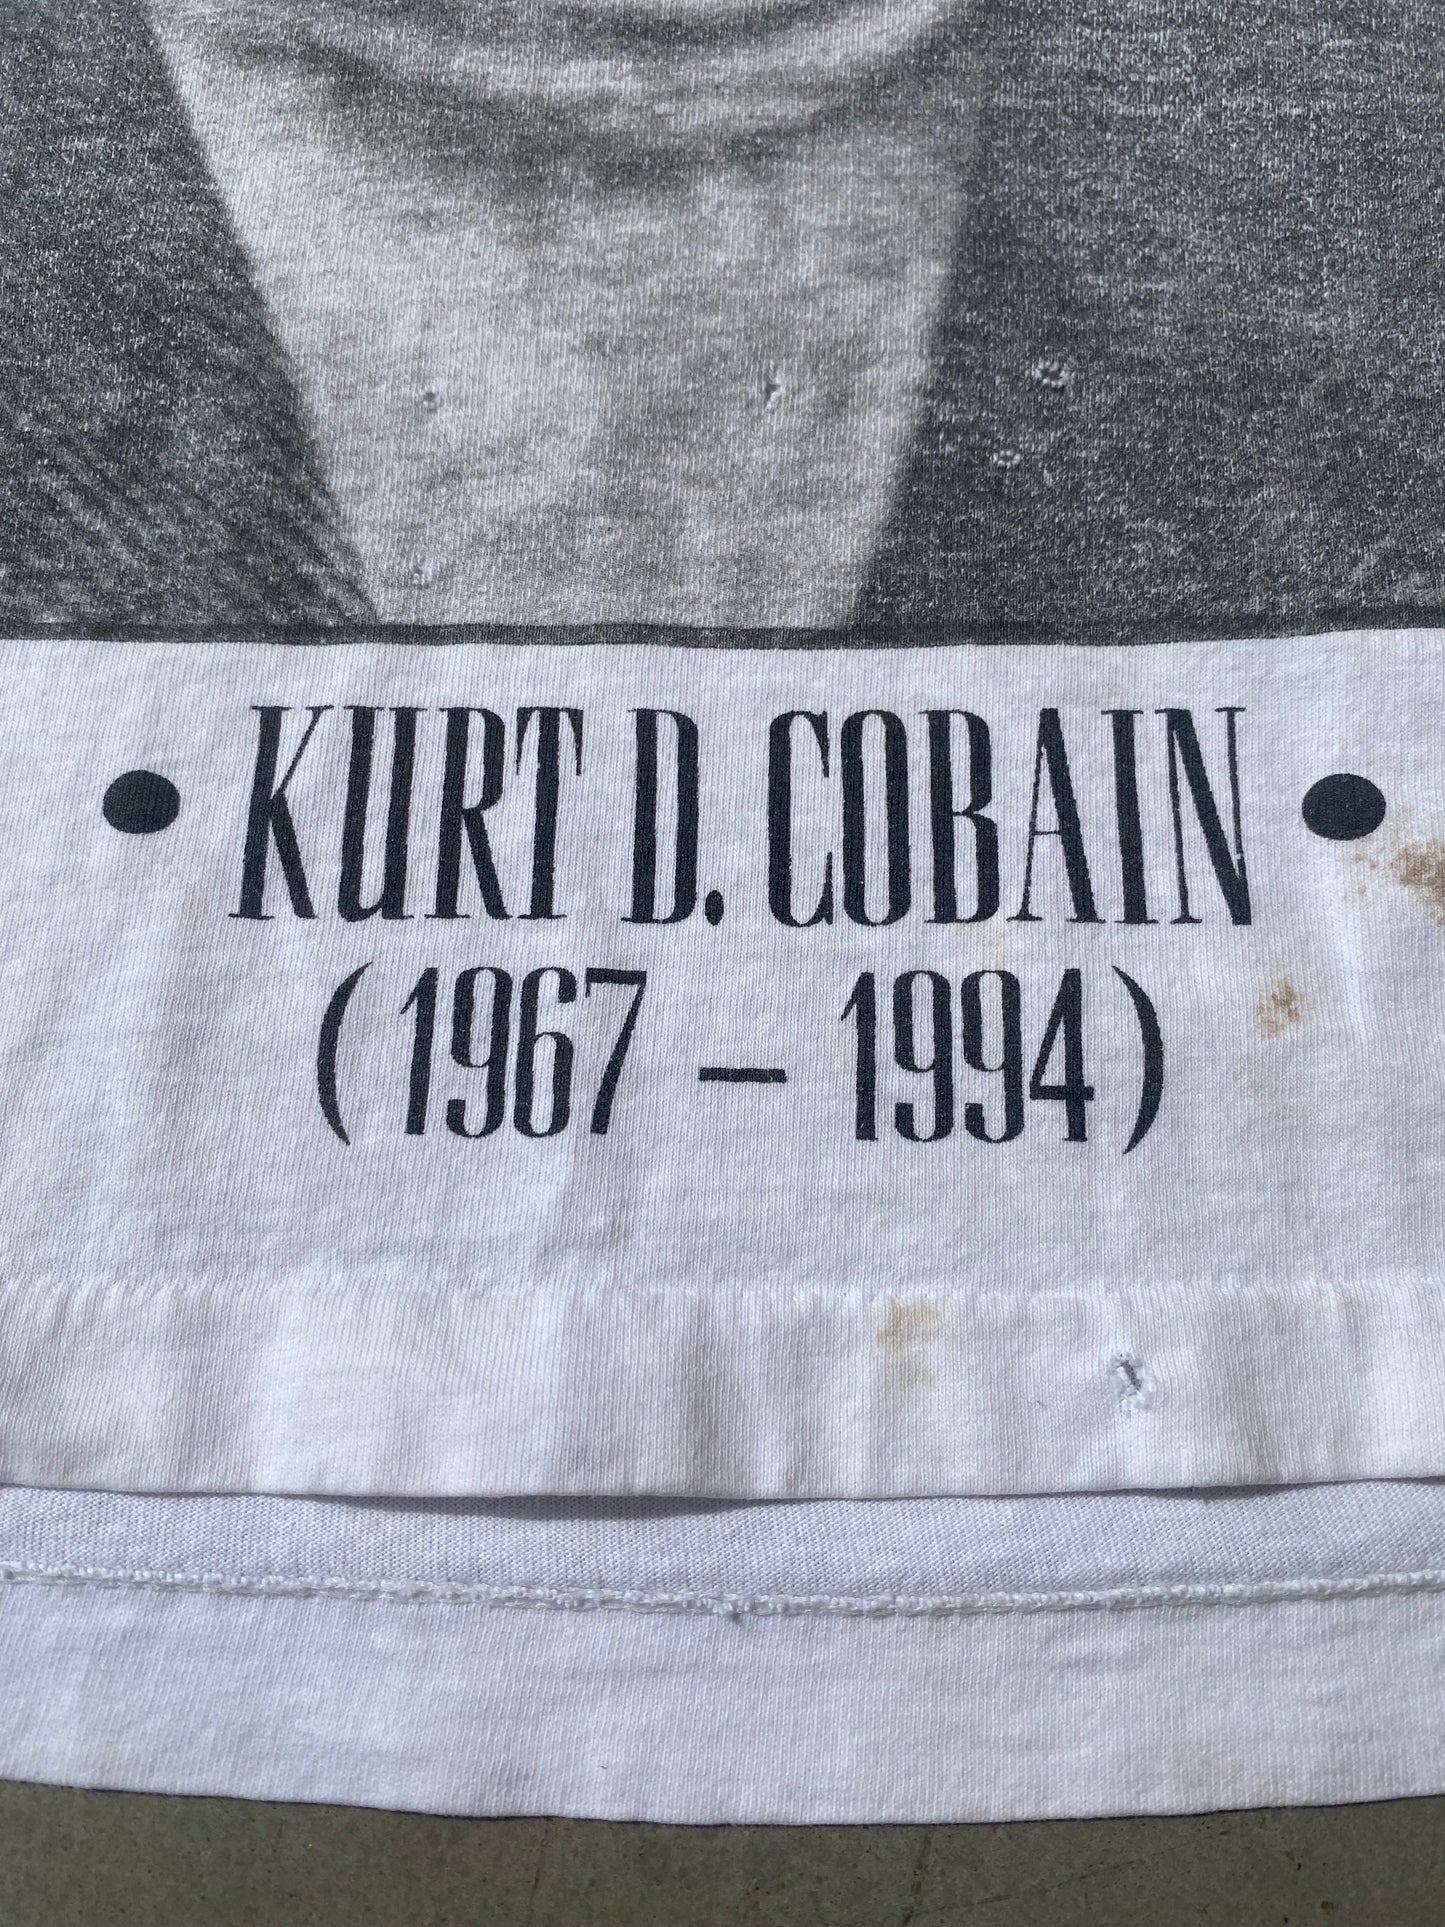 • KURT D. COBAIN •
(1967 – 1994)